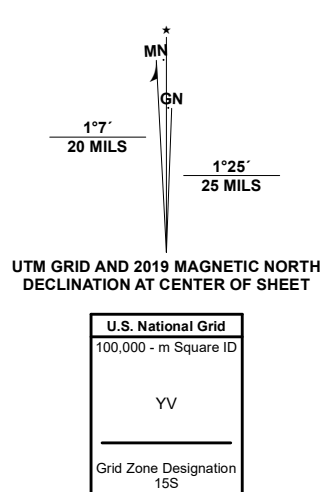 ★
MN
GN
1°7´
20 MILS
1°25´
25 MILS
UTM GRID AND 2019 MAGNETIC NORTH
DECLINATION AT CENTER OF SHEET
U.S. National Grid
100,000 - m Square ID
YV
Grid Zone Designation
15S